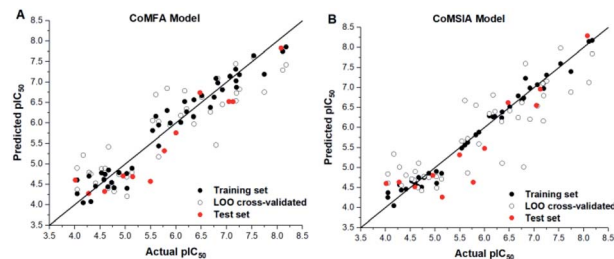 A
CoMFA Model
8.5
8.0
7.5
7.0
6.5
6.0
5.5
5.0
4.5
4.0
3.5
Predicted pIC50
Training set
LOO cross-validated
Test set
3.5 4.0 4.5 5.0 5.5 6.0 6.5 7.0 7.5 8.0 8.5
Actual pIC50
B
CoMSIA Model
8.5
8.0
7.5
7.0
6.5
6.0
5.5
5.0
4.5
4.0
3.5
Predicted pIC50
Training set
LOO cross-validated
Test set
3.5 4.0 4.5 5.0 5.5 6.0 6.5 7.0 7.5 8.0 8.5
Actual pIC50